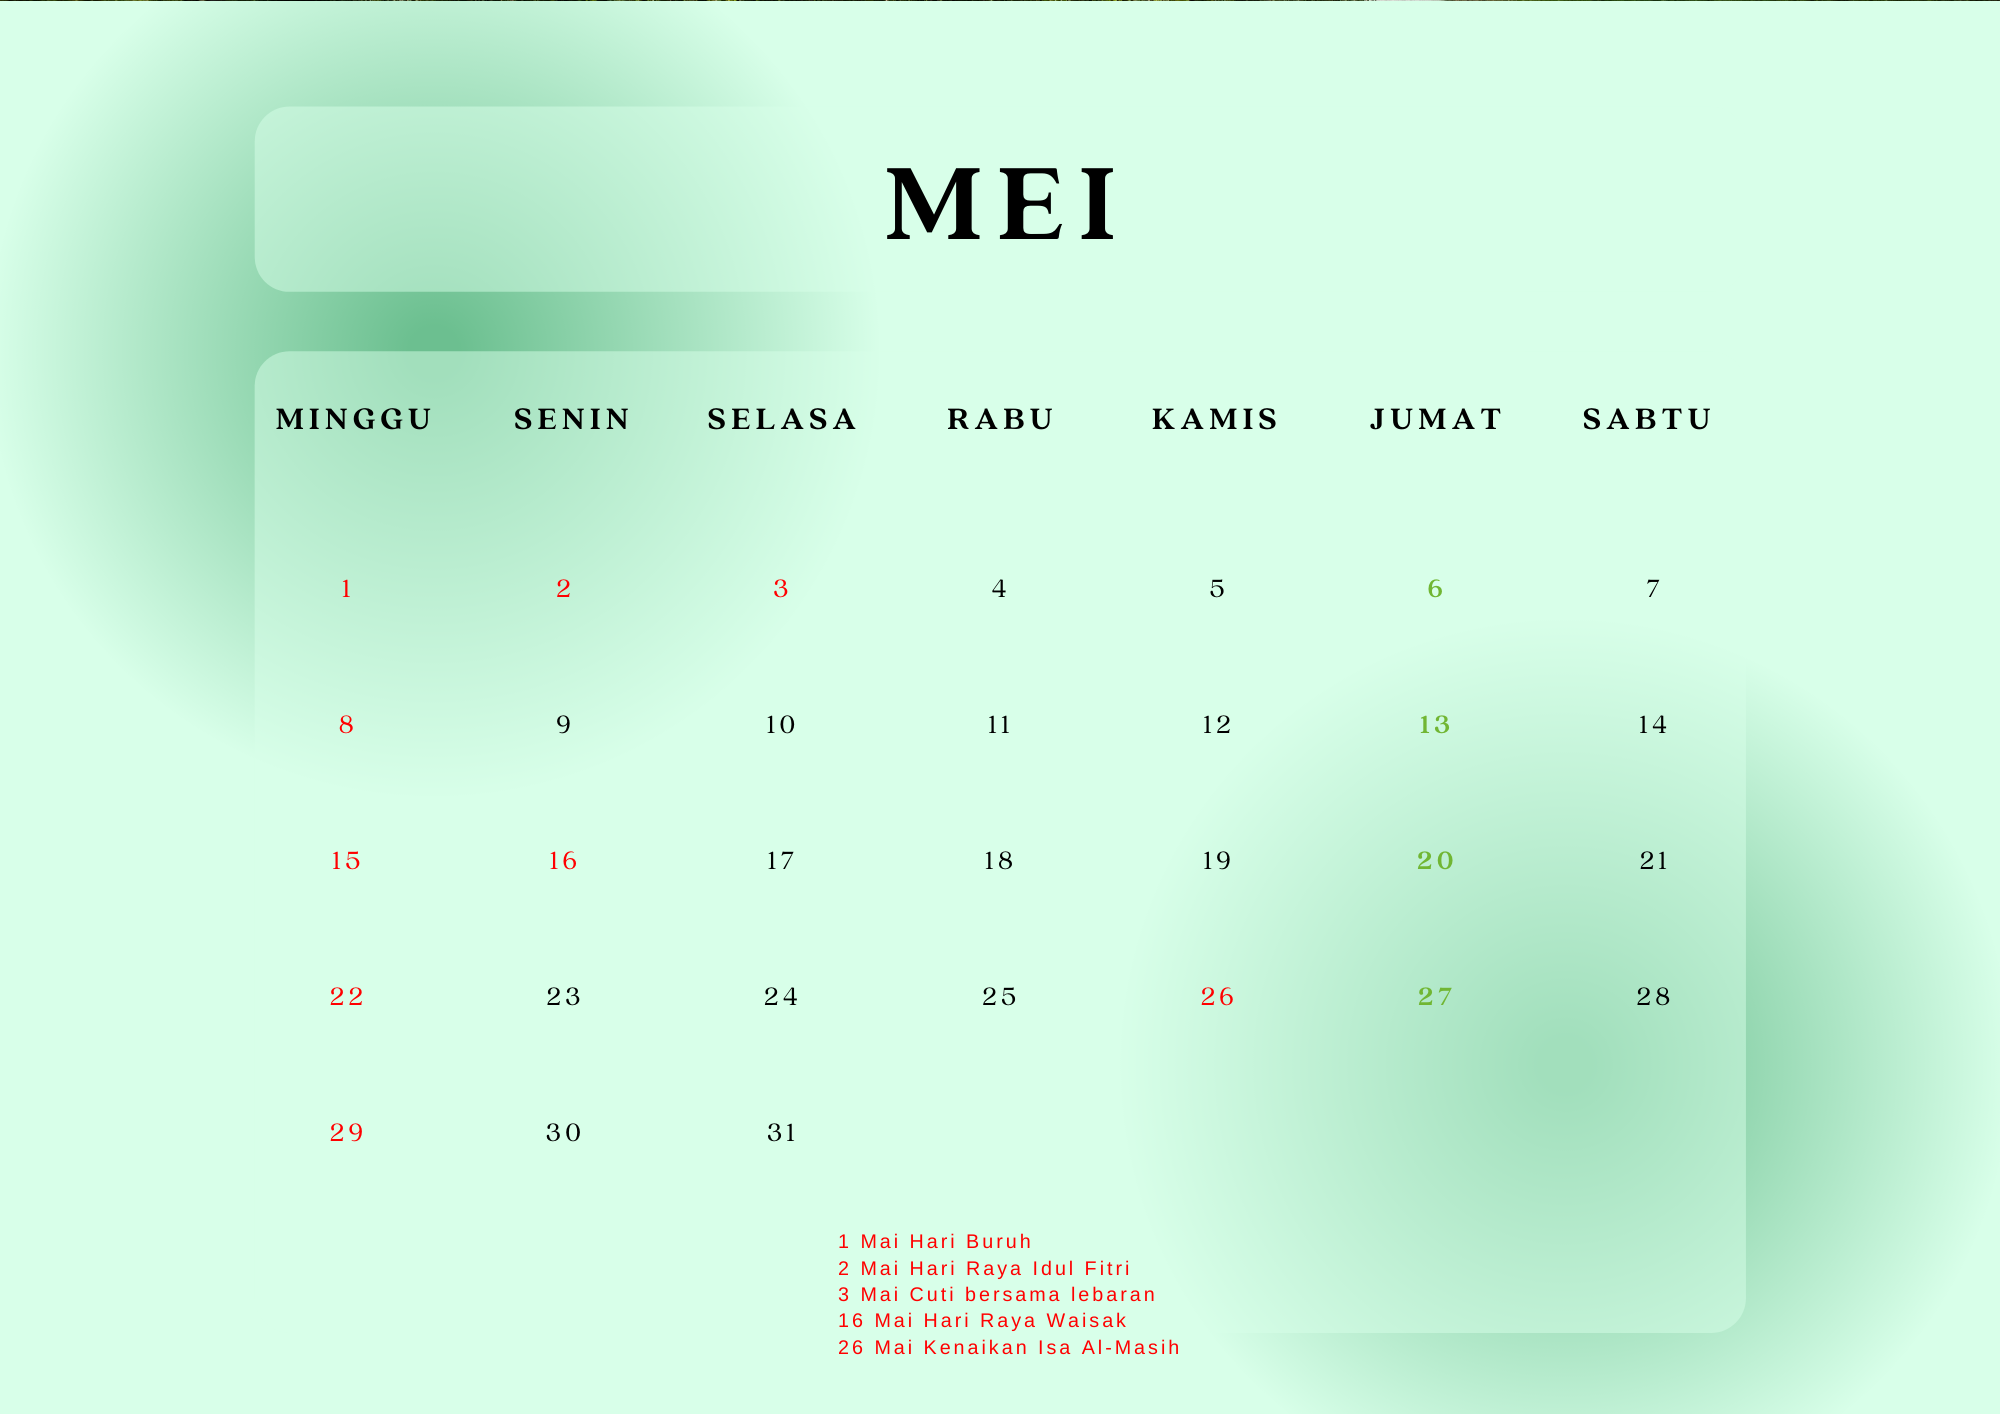 MEI
MINGGU SENIN SELASA RABU KAMIS JUMAT SABTU
1 2 3 4 5 6 7
8 9 10 11 12 13 14
15 16 17 18 19 20 21
22 23 24 25 26 27 28
29 30 31
1 Mai Hari Buruh
2 Mai Hari Raya Idul Fitri
3 Mai Cuti bersama lebaran
16 Mai Hari Raya Waisak
26 Mai Kenaikan Isa Al-Masih